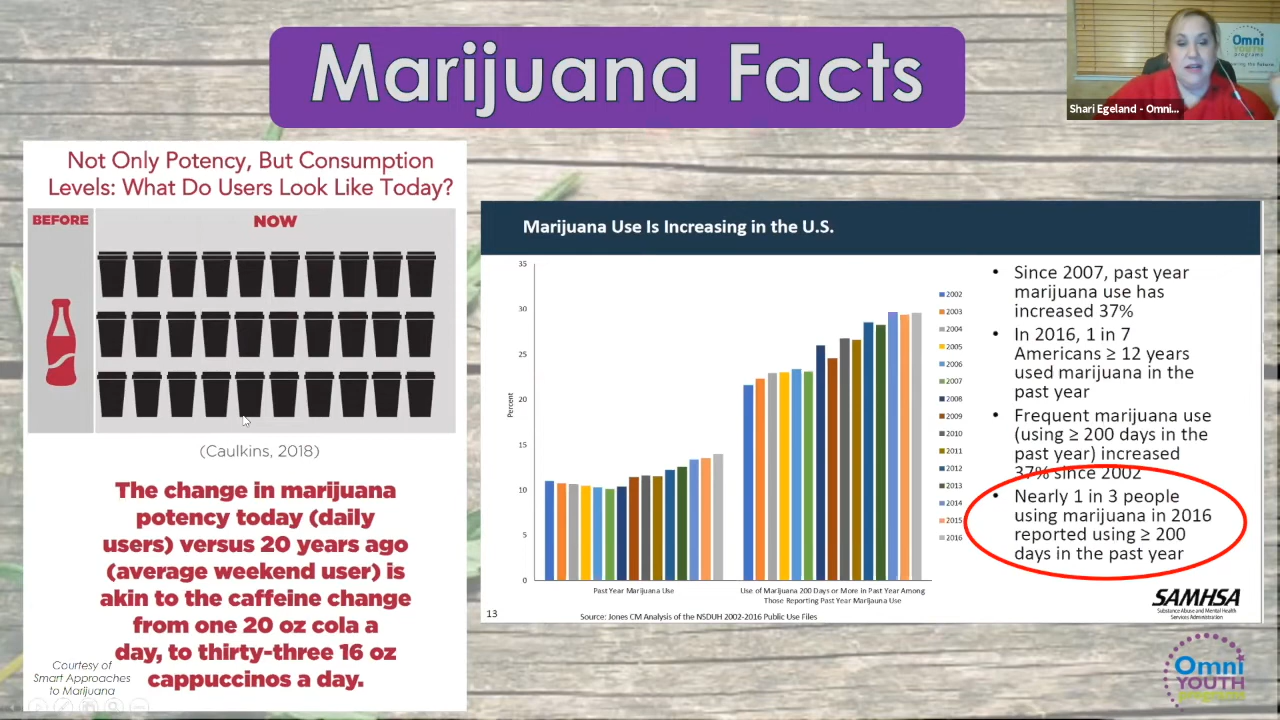 Marijuana Facts
Omni
YOUTH
Shari Egeland - Omni...
Not Only Potency, But Consumption
Levels: What Do Users Look Like Today?
BEFORE
NOW
(Caulkins, 2018)
The change in marijuana
potency today (daily
users) versus 20 years ago
(average weekend user) is
akin to the caffeine change
from one 20 oz cola a
day, to thirty-three 16 oz
cappuccinos a day.
Courtesy of
Smart Approaches
to Marijuana
Marijuana Use Is Increasing in the U.S.
35
30
25
20
15
10
5
0
Percent
Past Year Marijuana Use
Use of Marijuana 200 Days or More in Past Year Among
Those Reporting Past Year Marijauna Use
2002
2003
2004
2005
2006
2007
2008
2009
2010
2011
2012
2013
2014
2015
2016
• Since 2007, past year
marijuana use has
increased 37%
• In 2016, 1 in 7
Americans ≥ 12 years
used marijuana in the
past year
• Frequent marijuana use
(using ≥ 200 days in the
past year) increased
37% since 2002
• Nearly 1 in 3 people
using marijuana in 2016
reported using ≥ 200
days in the past year
13
Source: Jones CM Analysis of the NSDUH 2002-2016 Public Use Files
SAMHSA
Substance Abuse and Mental Health
Services Administration
Omni
YOUTH
programs